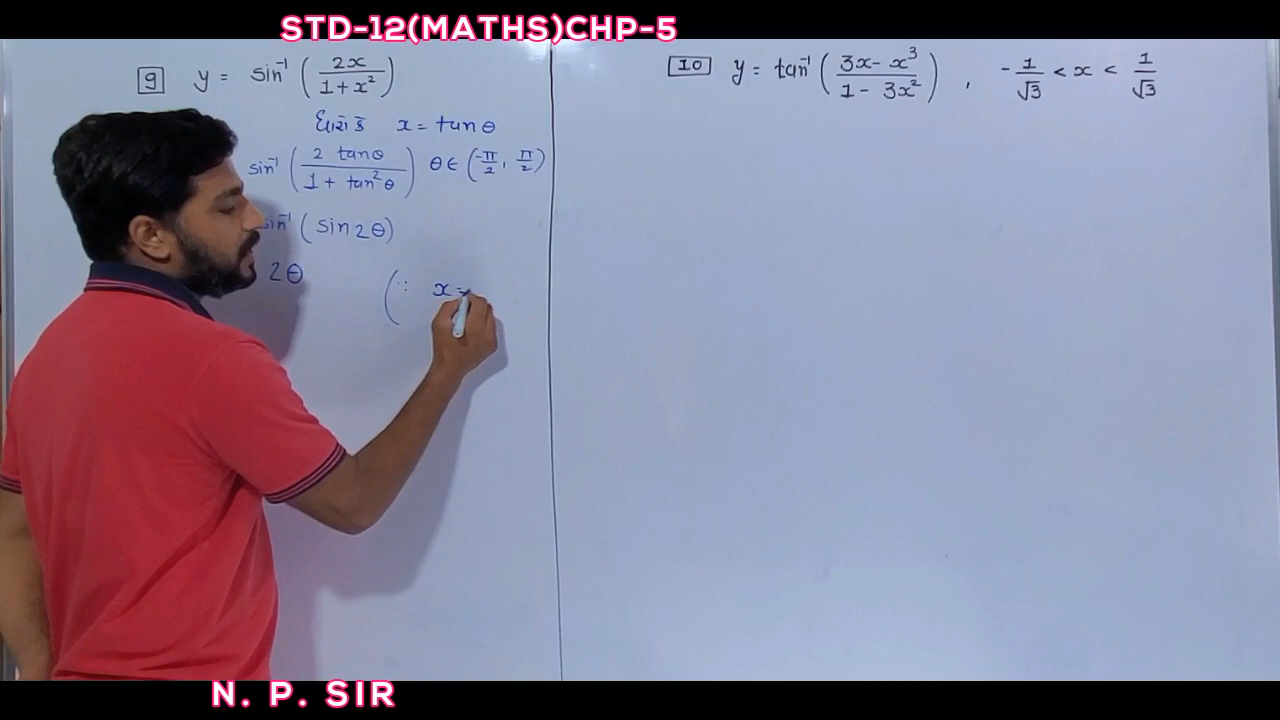 STD-12(MATHS)CHP-5
9 y = sin⁻¹ ( 2x / 1 + x² )
ધારો કે x = tan θ
sin⁻¹ ( 2 tanθ / 1 + tan²θ ) θ ∈ ( -π/2 , π/2 )
sin⁻¹ ( sin 2θ )
2θ ( ∵ x =
10 y = tan⁻¹ ( 3x - x³ / 1 - 3x² ) , - 1/√3 < x < 1/√3
N. P. SIR